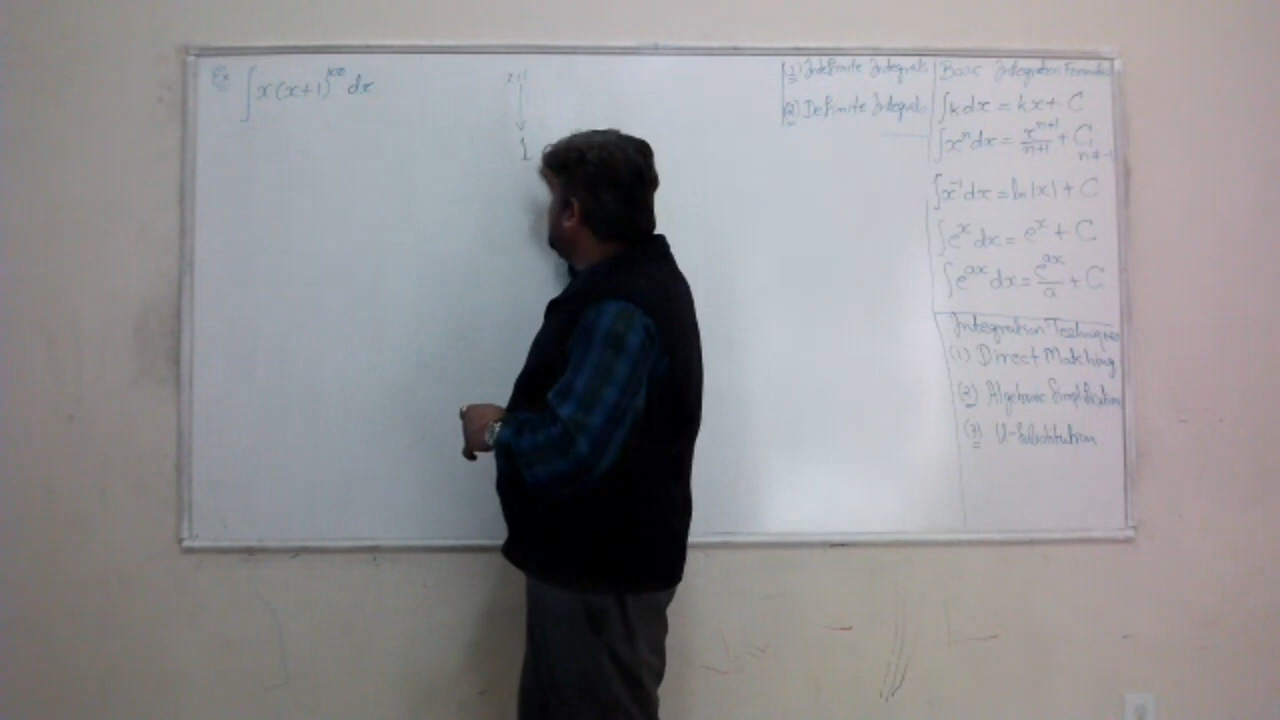 Ex ∫ x(x+1)^100 dx
x+1
1
(1) Indefinite Integrals
(2) Definite Integrals
Basic Integration Formulas
∫k dx = kx + C
∫x^n dx = x^(n+1)/(n+1) + C, n≠-1
∫x^-1 dx = ln|x| + C
∫e^x dx = e^x + C
∫e^ax dx = e^ax/a + C
Integration Techniques
(1) Direct Matching
(2) Algebraic Simplification
(3) U-Substitution